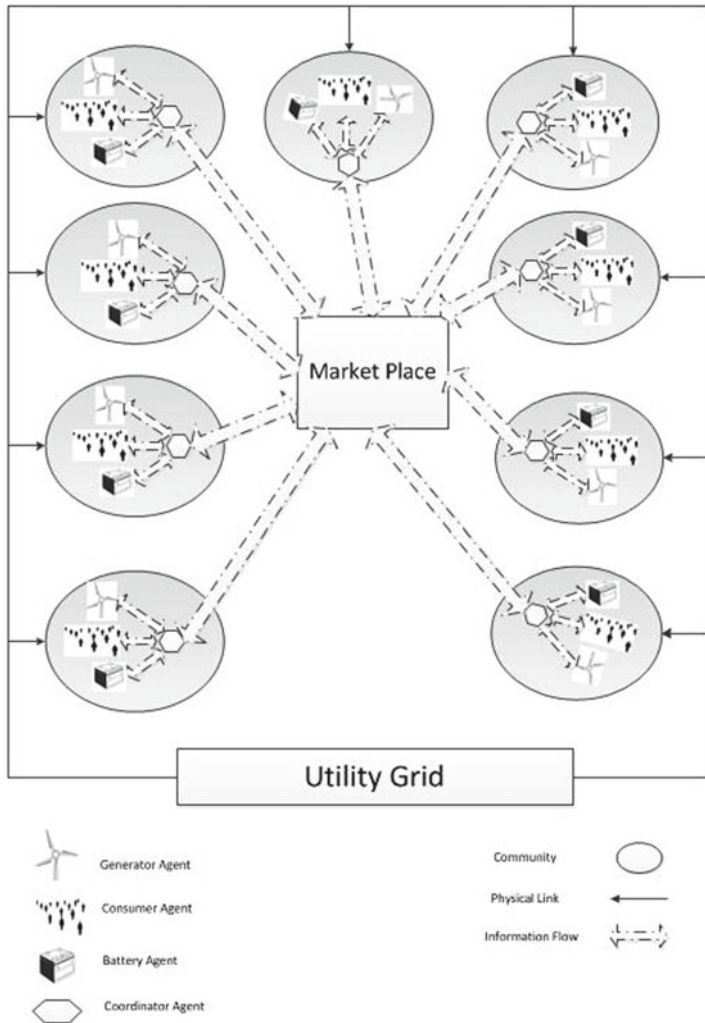 Market Place
Utility Grid
Generator Agent
Consumer Agent
Battery Agent
Coordinator Agent
Community
Physical Link
Information Flow